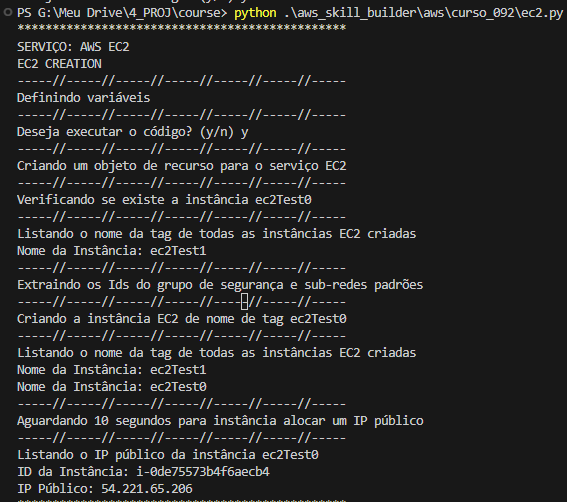 PS G:\Meu Drive\4_PROJ\course> python .\aws_skill_builder\aws\curso_092\ec2.py
***********************************************
SERVIÇO: AWS EC2
EC2 CREATION
-----//-----//-----//-----//-----//-----//-----
Definindo variáveis
-----//-----//-----//-----//-----//-----//-----
Deseja executar o código? (y/n) y
-----//-----//-----//-----//-----//-----//-----
Criando um objeto de recurso para o serviço EC2
-----//-----//-----//-----//-----//-----//-----
Verificando se existe a instância ec2Test0
-----//-----//-----//-----//-----//-----//-----
Listando o nome da tag de todas as instâncias EC2 criadas
Nome da Instância: ec2Test1
-----//-----//-----//-----//-----//-----//-----
Extraindo os Ids do grupo de segurança e sub-redes padrões
-----//-----//-----//-----//-----//-----//-----
Criando a instância EC2 de nome de tag ec2Test0
-----//-----//-----//-----//-----//-----//-----
Listando o nome da tag de todas as instâncias EC2 criadas
Nome da Instância: ec2Test1
Nome da Instância: ec2Test0
-----//-----//-----//-----//-----//-----//-----
Aguardando 10 segundos para instância alocar um IP público
-----//-----//-----//-----//-----//-----//-----
Listando o IP público da instância ec2Test0
ID da Instância: i-0de75573b4f6aecb4
IP Público: 54.221.65.206